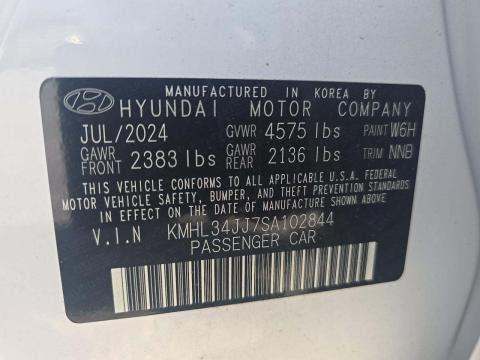 MANUFACTURED IN KOREA BY
HYUNDAI MOTOR COMPANY
JUL/2024 GVWR 4575 lbs PAINT W6H
GAWR FRONT 2383 lbs GAWR REAR 2136 lbs TRIM NNB
THIS VEHICLE CONFORMS TO ALL APPLICABLE U.S.A. FEDERAL
MOTOR VEHICLE SAFETY, BUMPER, AND THEFT PREVENTION
STANDARDS IN EFFECT ON THE DATE OF MANUFACTURE SHOWN ABOVE.
V.I.N KMHL34JJ7SA102844
PASSENGER CAR